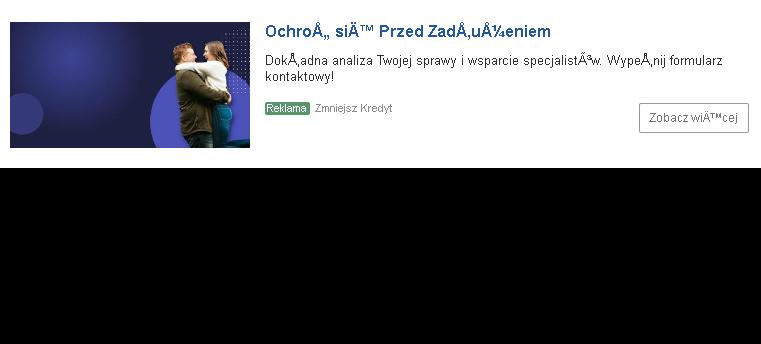 OchroÅ„ siÄ™ Przed ZadÅ‚uÅ¼eniem
DokÅ‚adna analiza Twojej sprawy i wsparcie specjalistÃ³w. WypeÅ‚nij formularz
kontaktowy!
Reklama Zmniejsz Kredyt
Zobacz wiÄ™cej